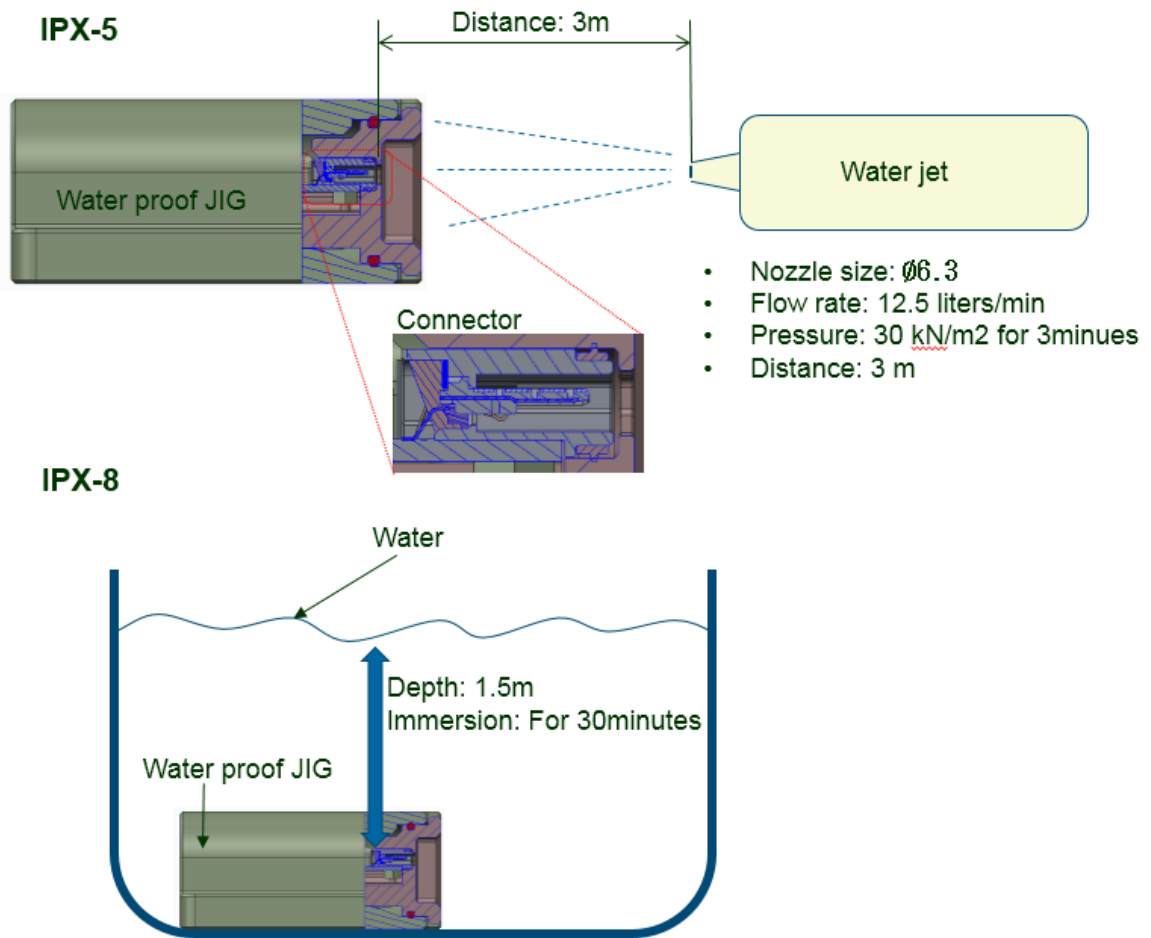 IPX-5
Distance: 3m
Water proof JIG
Water jet
• Nozzle size: Ø6.3
• Flow rate: 12.5 liters/min
• Pressure: 30 kN/m2 for 3minues
• Distance: 3 m
Connector
IPX-8
Water
Depth: 1.5m
Immersion: For 30minutes
Water proof JIG